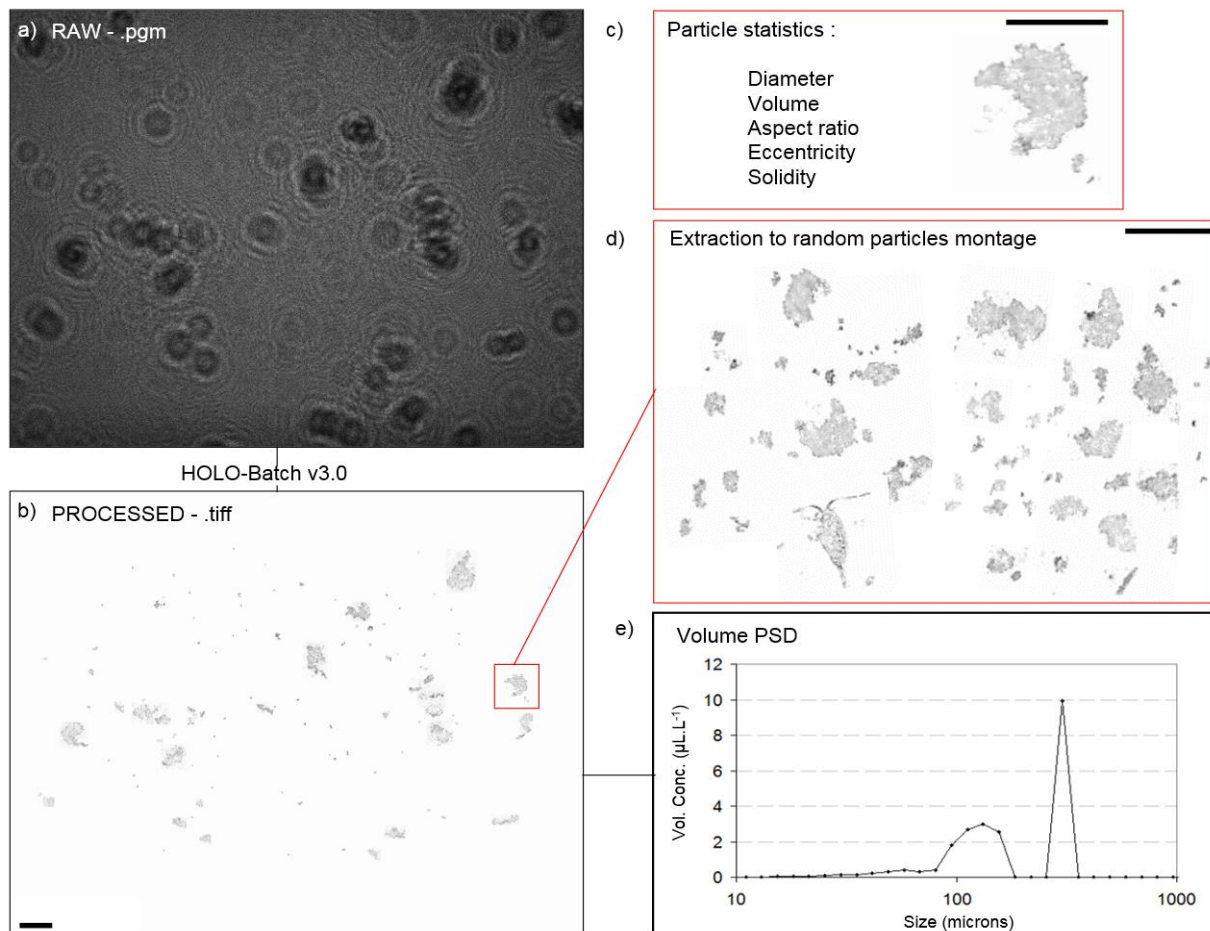 a) RAW - .pgm
HOLO-Batch v3.0
b) PROCESSED - .tiff
c) Particle statistics :
Diameter
Volume
Aspect ratio
Eccentricity
Solidity
d) Extraction to random particles montage
e) Volume PSD
Vol. Conc. (µL.L⁻¹)
12
10
8
6
4
2
0
10 100 1000
Size (microns)